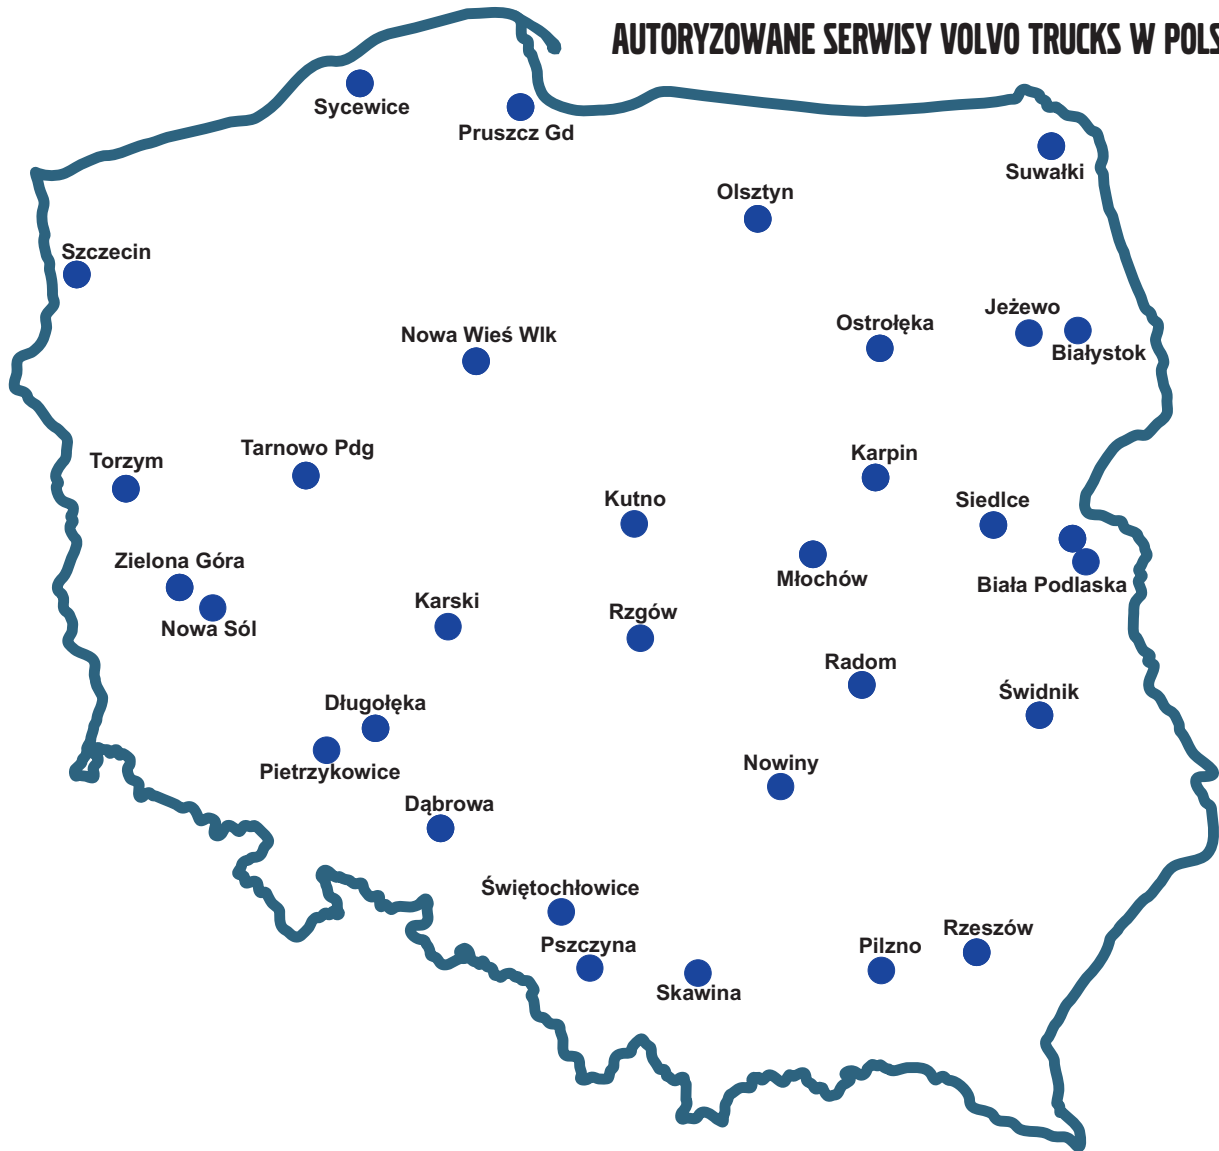 AUTORYZOWANE SERWISY VOLVO TRUCKS W POLS
Sycewice
Pruszcz Gd
Suwałki
Olsztyn
Szczecin
Jeżewo
Ostrołęka
Nowa Wieś Wlk
Białystok
Tarnowo Pdg
Karpin
Torzym
Kutno
Siedlce
Zielona Góra
Młochów
Biała Podlaska
Karski
Rzgów
Nowa Sól
Radom
Świdnik
Długołęka
Nowiny
Pietrzykowice
Dąbrowa
Świętochłowice
Rzeszów
Pszczyna
Pilzno
Skawina